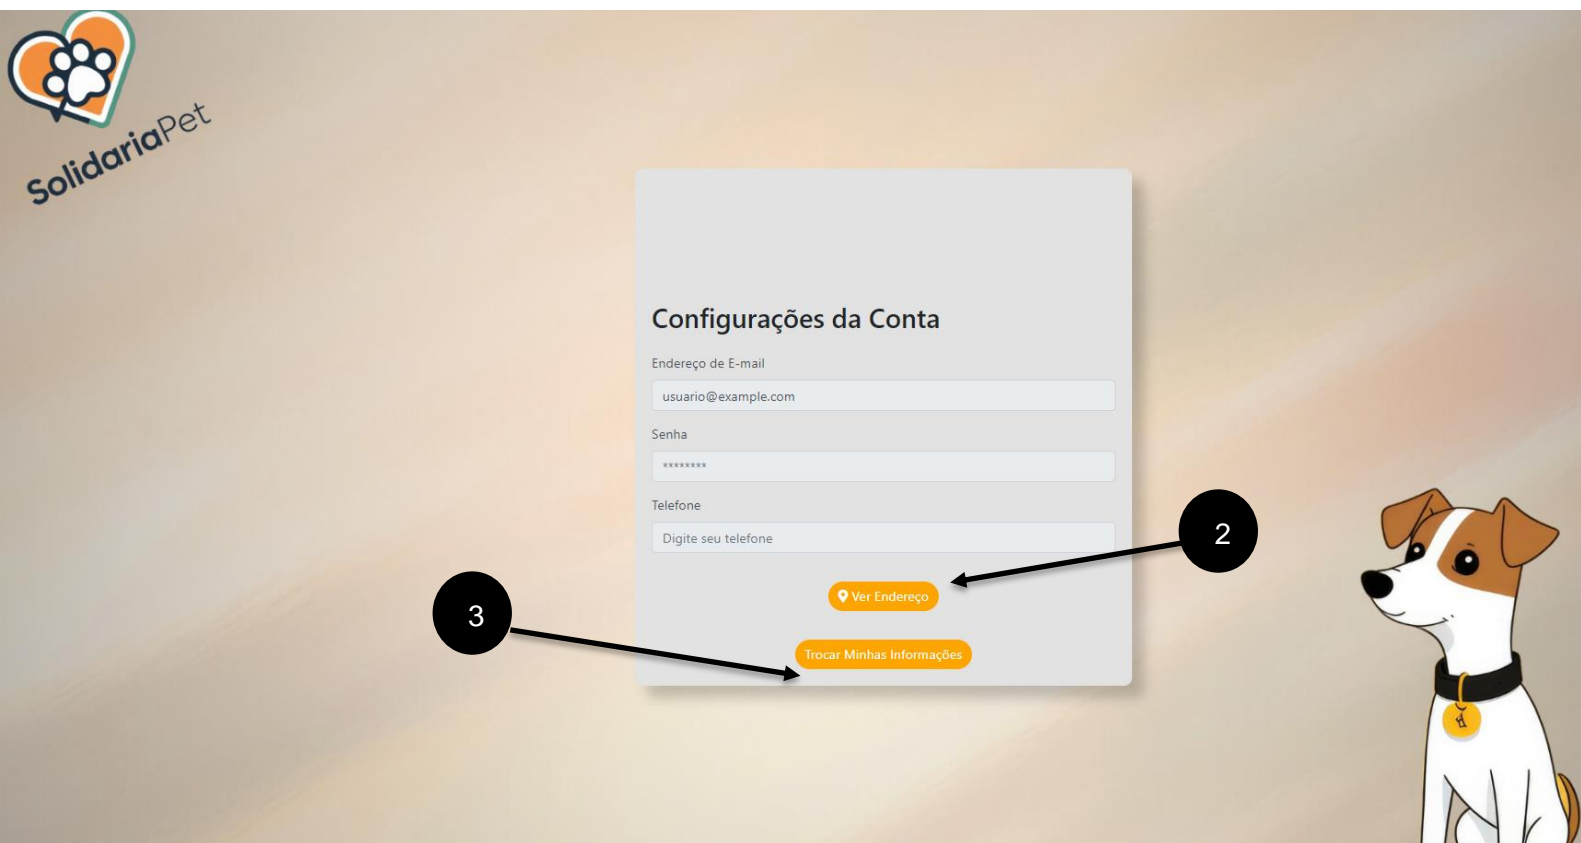 SolidariaPet
Configurações da Conta
Endereço de E-mail
usuario@example.com
Senha
********
Telefone
Digite seu telefone
2
Ver Endereço
3
Trocar Minhas Informações